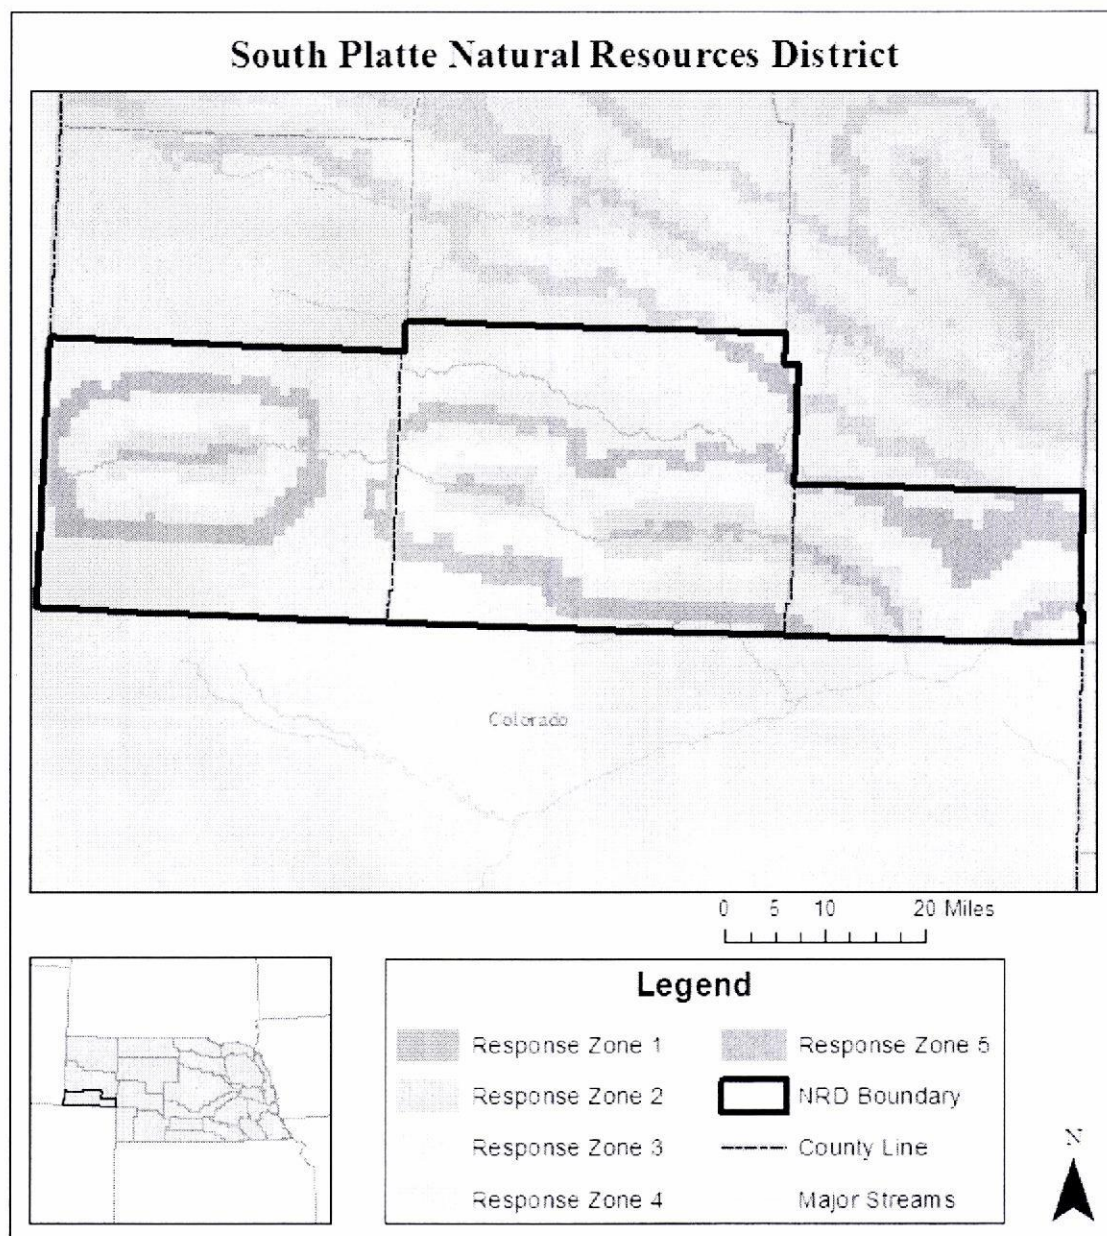 South Platte Natural Resources District
Colorado
0 5 10 20 Miles
Legend
Response Zone 1
Response Zone 2
Response Zone 3
Response Zone 4
Response Zone 5
NRD Boundary
County Line
Major Streams
N